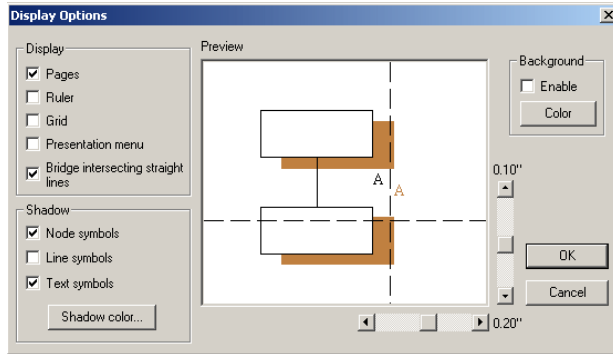 Display Options
Display
Pages
Ruler
Grid
Presentation menu
Bridge intersecting straight
lines
Shadow
Node symbols
Line symbols
Text symbols
Shadow color...
Preview
A
A
0.20"
Background
Enable
Color
0.10"
OK
Cancel